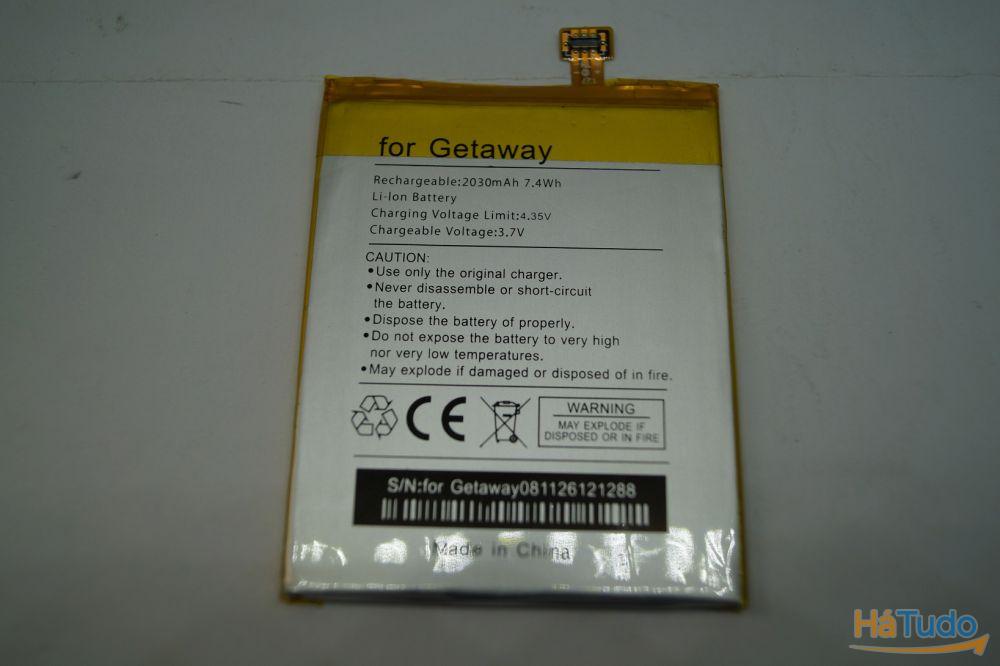 for Getaway
Rechargeable:2030mAh 7.4Wh
Li-Ion Battery
Charging Voltage Limit:4.35V
Chargeable Voltage:3.7V
CAUTION:
•Use only the original charger.
•Never disassemble or short-circuit
the battery.
•Dispose the battery of properly.
•Do not expose the battery to very high
nor very low temperatures.
•May explode if damaged or disposed of in fire.
CE
WARNING
MAY EXPLODE IF
DISPOSED OR IN FIRE
S/N:for Getaway081126121288
Made in China
HáTudo